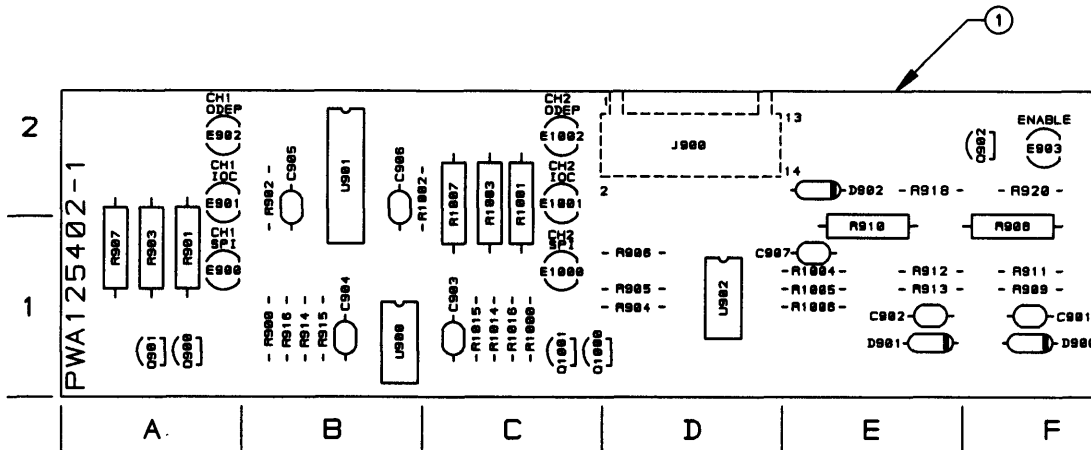 1
2
1
PWA125402-1
CH1
ODEP
E902
CH1
IOC
E901
CH1
SPI
E900
R907
R903
R901
Q901
Q900
R902
C905
U901
C906
R1002
R900
R916
R914
R915
C904
U900
R1007
R1003
R1001
CH2
ODEP
E1002
CH2
IOC
E1001
CH2
SPI
E1000
C903
R1015
R1014
R1016
R1000
Q1001
Q1000
1
13
J900
2
14
R906
R905
R904
U902
D902
R918
R910
C907
R1004
R1005
R1006
R912
R913
C902
D901
Q902
ENABLE
E903
R920
R908
R911
R909
C901
D900
A
B
C
D
E
F